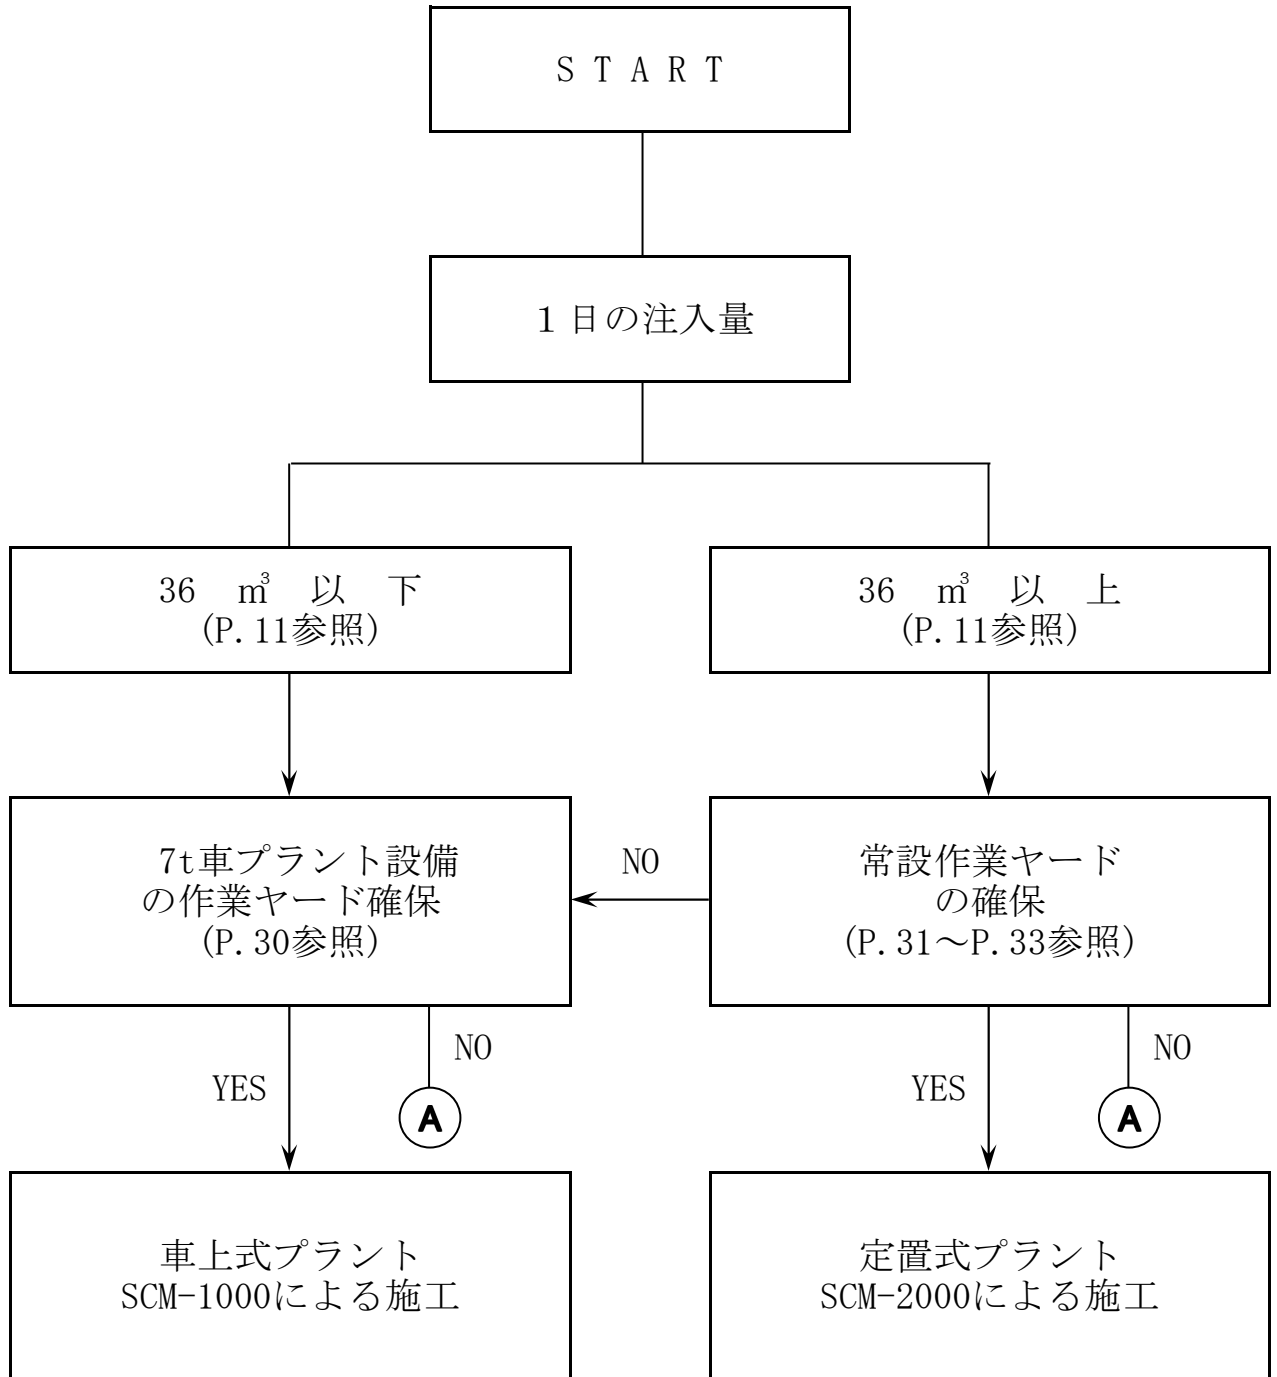 ＳＴＡＲＴ
１日の注入量
36 ㎥ 以 下
(P.11参照)
36 ㎥ 以 上
(P.11参照)
7t車プラント設備
の作業ヤード確保
(P.30参照)
NO
常設作業ヤード
の確保
(P.31～P.33参照)
YES
NO
A
YES
NO
A
車上式プラント
SCM-1000による施工
定置式プラント
SCM-2000による施工